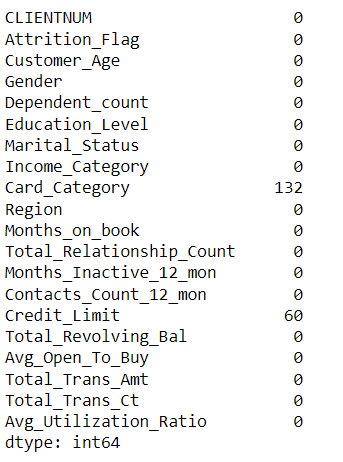 CLIENTNUM 0
Attrition_Flag 0
Customer_Age 0
Gender 0
Dependent_count 0
Education_Level 0
Marital_Status 0
Income_Category 0
Card_Category 132
Region 0
Months_on_book 0
Total_Relationship_Count 0
Months_Inactive_12_mon 0
Contacts_Count_12_mon 0
Credit_Limit 60
Total_Revolving_Bal 0
Avg_Open_To_Buy 0
Total_Trans_Amt 0
Total_Trans_Ct 0
Avg_Utilization_Ratio 0
dtype: int64